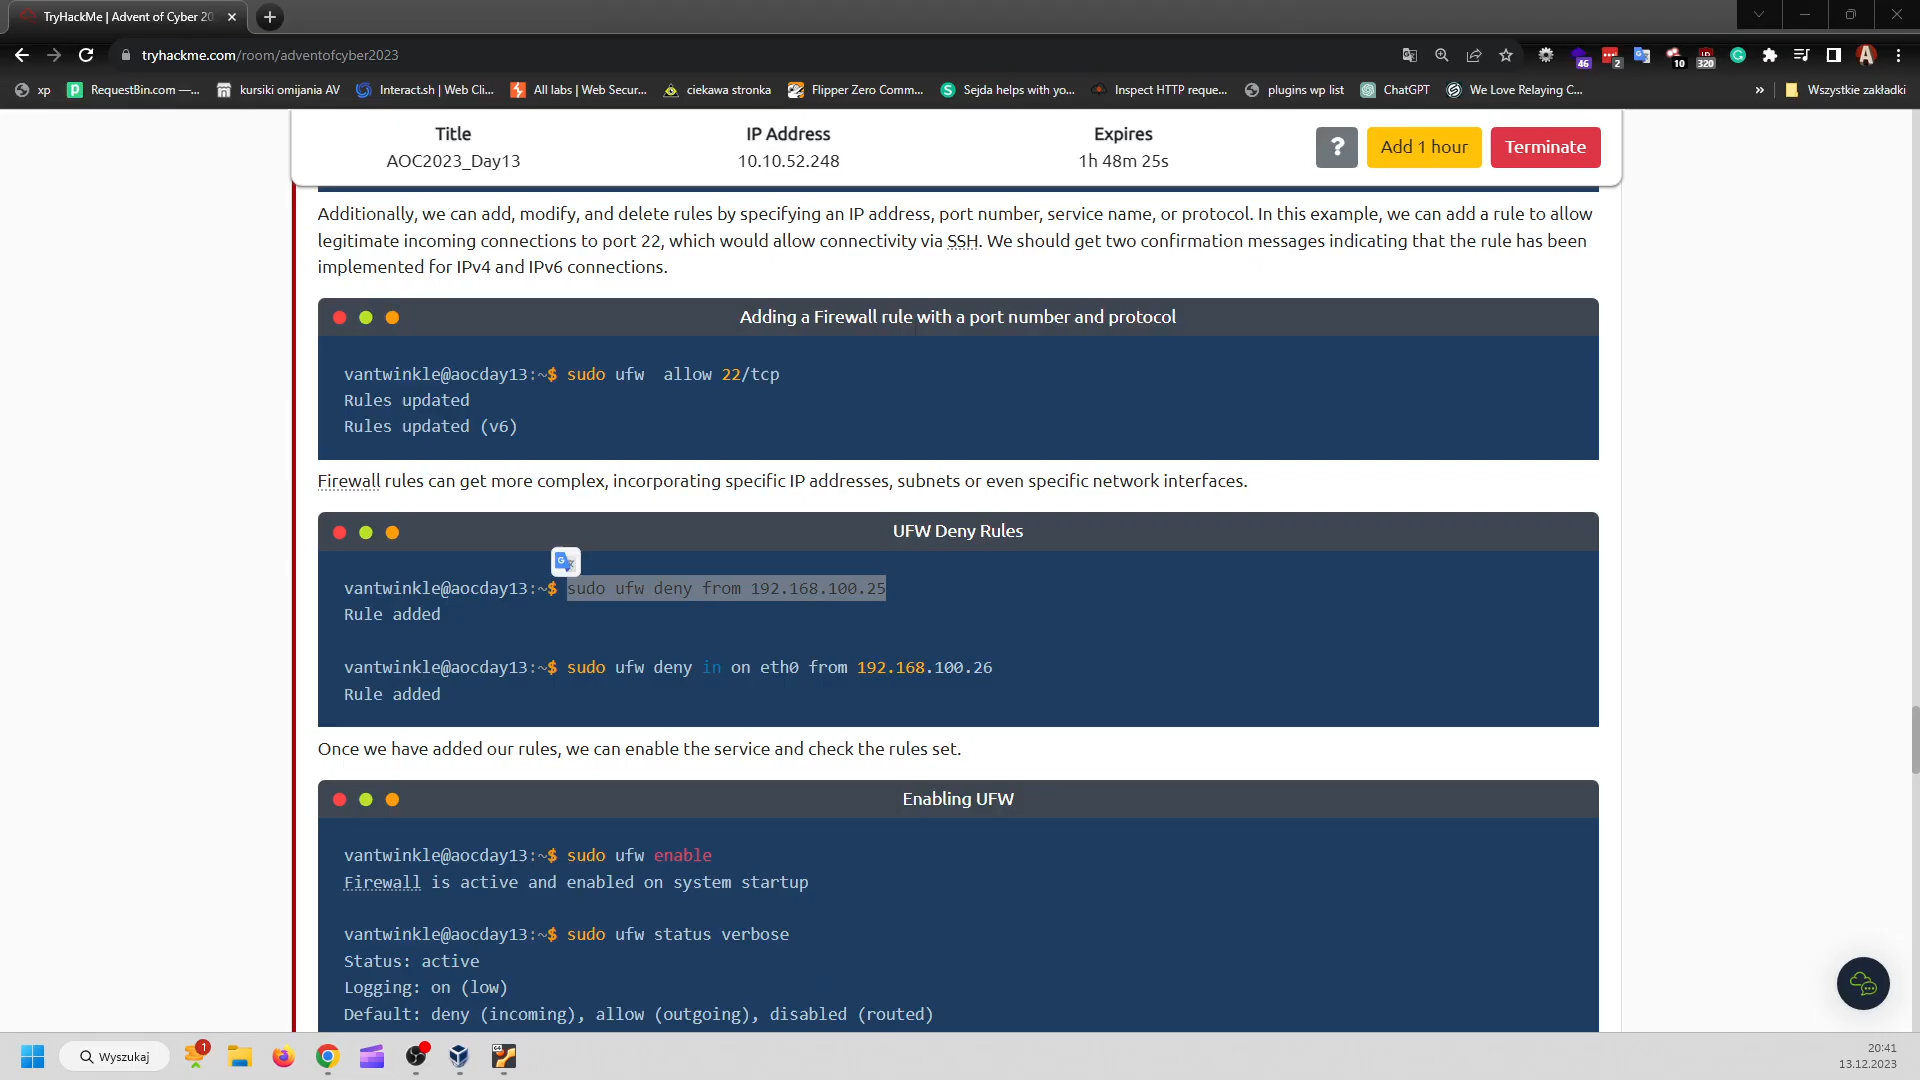 TryHackMe | Advent of Cyber 20
tryhackme.com/room/adventofcyber2023
46
2
10
320
xp
RequestBin.com —...
kursiki omijania AV
Interact.sh | Web Cli...
All labs | Web Secur...
ciekawa stronka
Flipper Zero Comm...
Sejda helps with yo...
Inspect HTTP reque...
plugins wp list
ChatGPT
We Love Relaying C...
»
Wszystkie zakładki
Title
IP Address
Expires
AOC2023_Day13
10.10.52.248
1h 48m 25s
?
Add 1 hour
Terminate
Additionally, we can add, modify, and delete rules by specifying an IP address, port number, service name, or protocol. In this example, we can add a rule to allow
legitimate incoming connections to port 22, which would allow connectivity via SSH. We should get two confirmation messages indicating that the rule has been
implemented for IPv4 and IPv6 connections.
Adding a Firewall rule with a port number and protocol
vantwinkle@aocday13:~$ sudo ufw  allow 22/tcp
Rules updated
Rules updated (v6)
Firewall rules can get more complex, incorporating specific IP addresses, subnets or even specific network interfaces.
UFW Deny Rules
vantwinkle@aocday13:~$ sudo ufw deny from 192.168.100.25
Rule added
vantwinkle@aocday13:~$ sudo ufw deny in on eth0 from 192.168.100.26
Rule added
Once we have added our rules, we can enable the service and check the rules set.
Enabling UFW
vantwinkle@aocday13:~$ sudo ufw enable
Firewall is active and enabled on system startup
vantwinkle@aocday13:~$ sudo ufw status verbose
Status: active
Logging: on (low)
Default: deny (incoming), allow (outgoing), disabled (routed)
Wyszukaj
1
20:41
13.12.2023